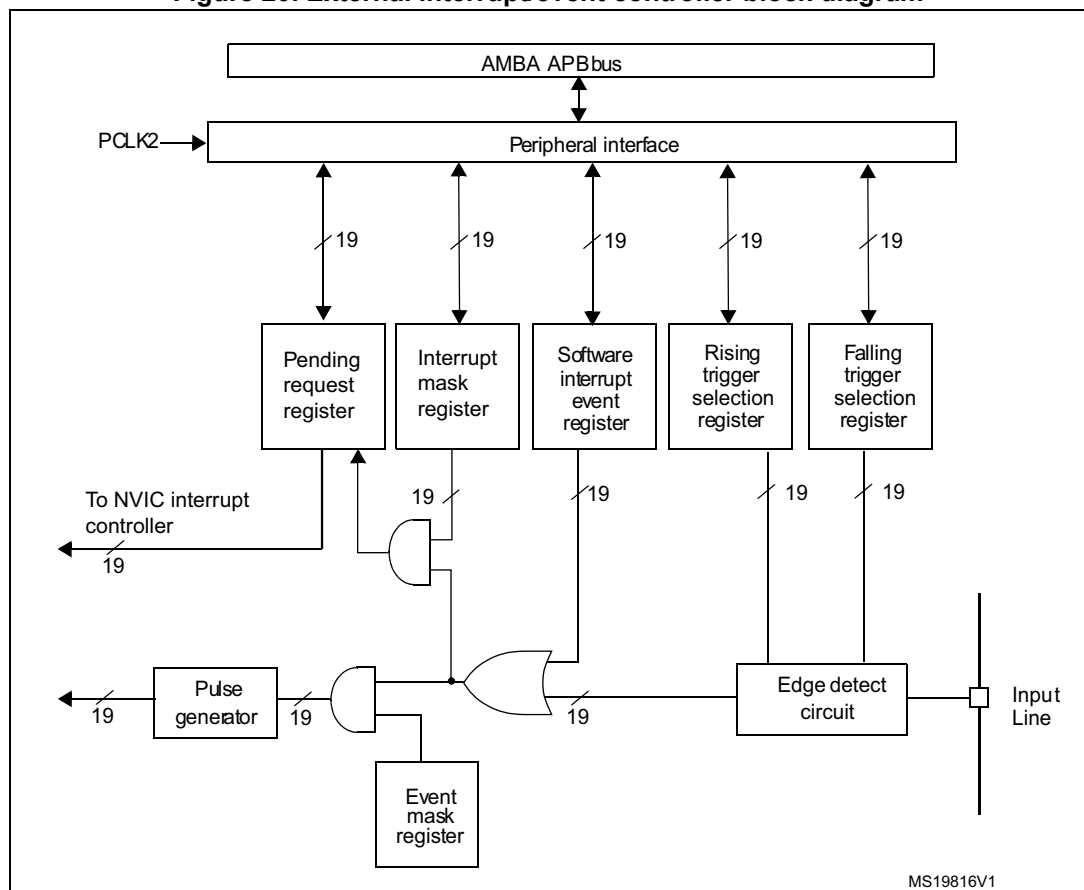 AMBA APB bus
PCLK2
Peripheral interface
19
19
19
19
19
Pending
request
register
Interrupt
mask
register
Software
interrupt
event
register
Rising
trigger
selection
register
Falling
trigger
selection
register
To NVIC interrupt
controller
19
19
19
19
19
Pulse
generator
19
19
19
Edge detect
circuit
Input
Line
Event
mask
register
MS19816V1